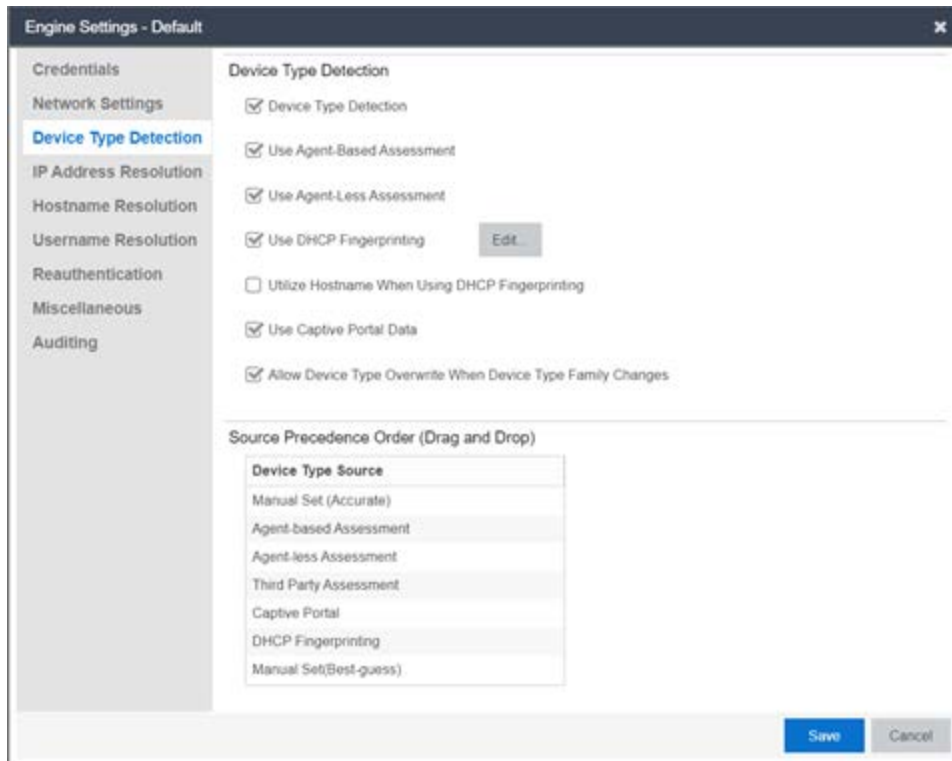 Engine Settings - Default
Credentials
Network Settings
Device Type Detection
IP Address Resolution
Hostname Resolution
Username Resolution
Reauthentication
Miscellaneous
Auditing
Device Type Detection
Device Type Detection
Use Agent-Based Assessment
Use Agent-Less Assessment
Use DHCP Fingerprinting
Edit...
Utilize Hostname When Using DHCP Fingerprinting
Use Captive Portal Data
Allow Device Type Overwrite When Device Type Family Changes
Source Precedence Order (Drag and Drop)
Device Type Source
Manual Set (Accurate)
Agent-based Assessment
Agent-less Assessment
Third Party Assessment
Captive Portal
DHCP Fingerprinting
Manual Set(Best-guess)
Save
Cancel